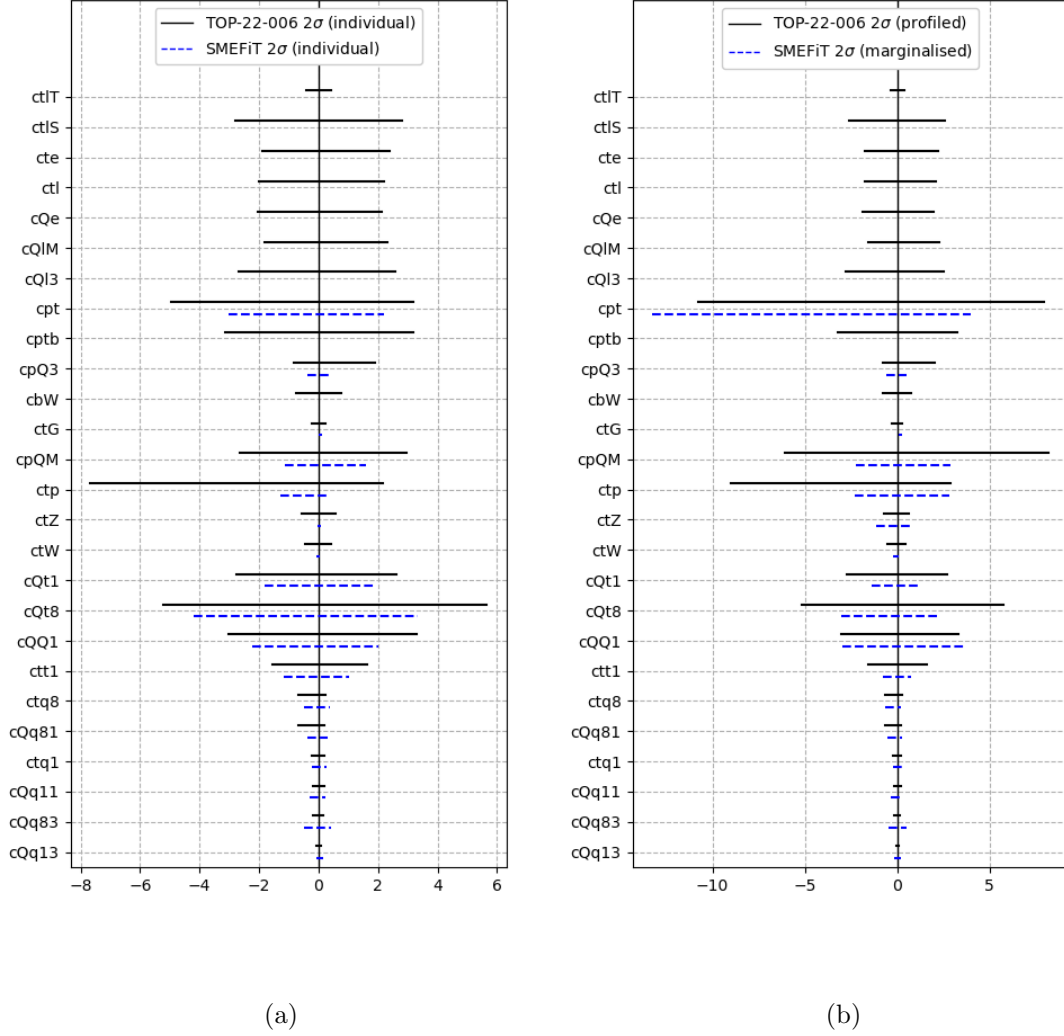 TOP-22-006 2σ (individual)
SMEFiT 2σ (individual)
ctlT
ctlS
cte
ctl
cQe
cQlM
cQl3
cpt
cptb
cpQ3
cbW
ctG
cpQM
ctp
ctZ
ctW
cQt1
cQt8
cQQ1
ctt1
ctq8
cQq81
ctq1
cQq11
cQq83
cQq13
−8 −6 −4 −2 0 2 4 6
(a)
TOP-22-006 2σ (profiled)
SMEFiT 2σ (marginalised)
ctlT
ctlS
cte
ctl
cQe
cQlM
cQl3
cpt
cptb
cpQ3
cbW
ctG
cpQM
ctp
ctZ
ctW
cQt1
cQt8
cQQ1
ctt1
ctq8
cQq81
ctq1
cQq11
cQq83
cQq13
−10 −5 0 5
(b)